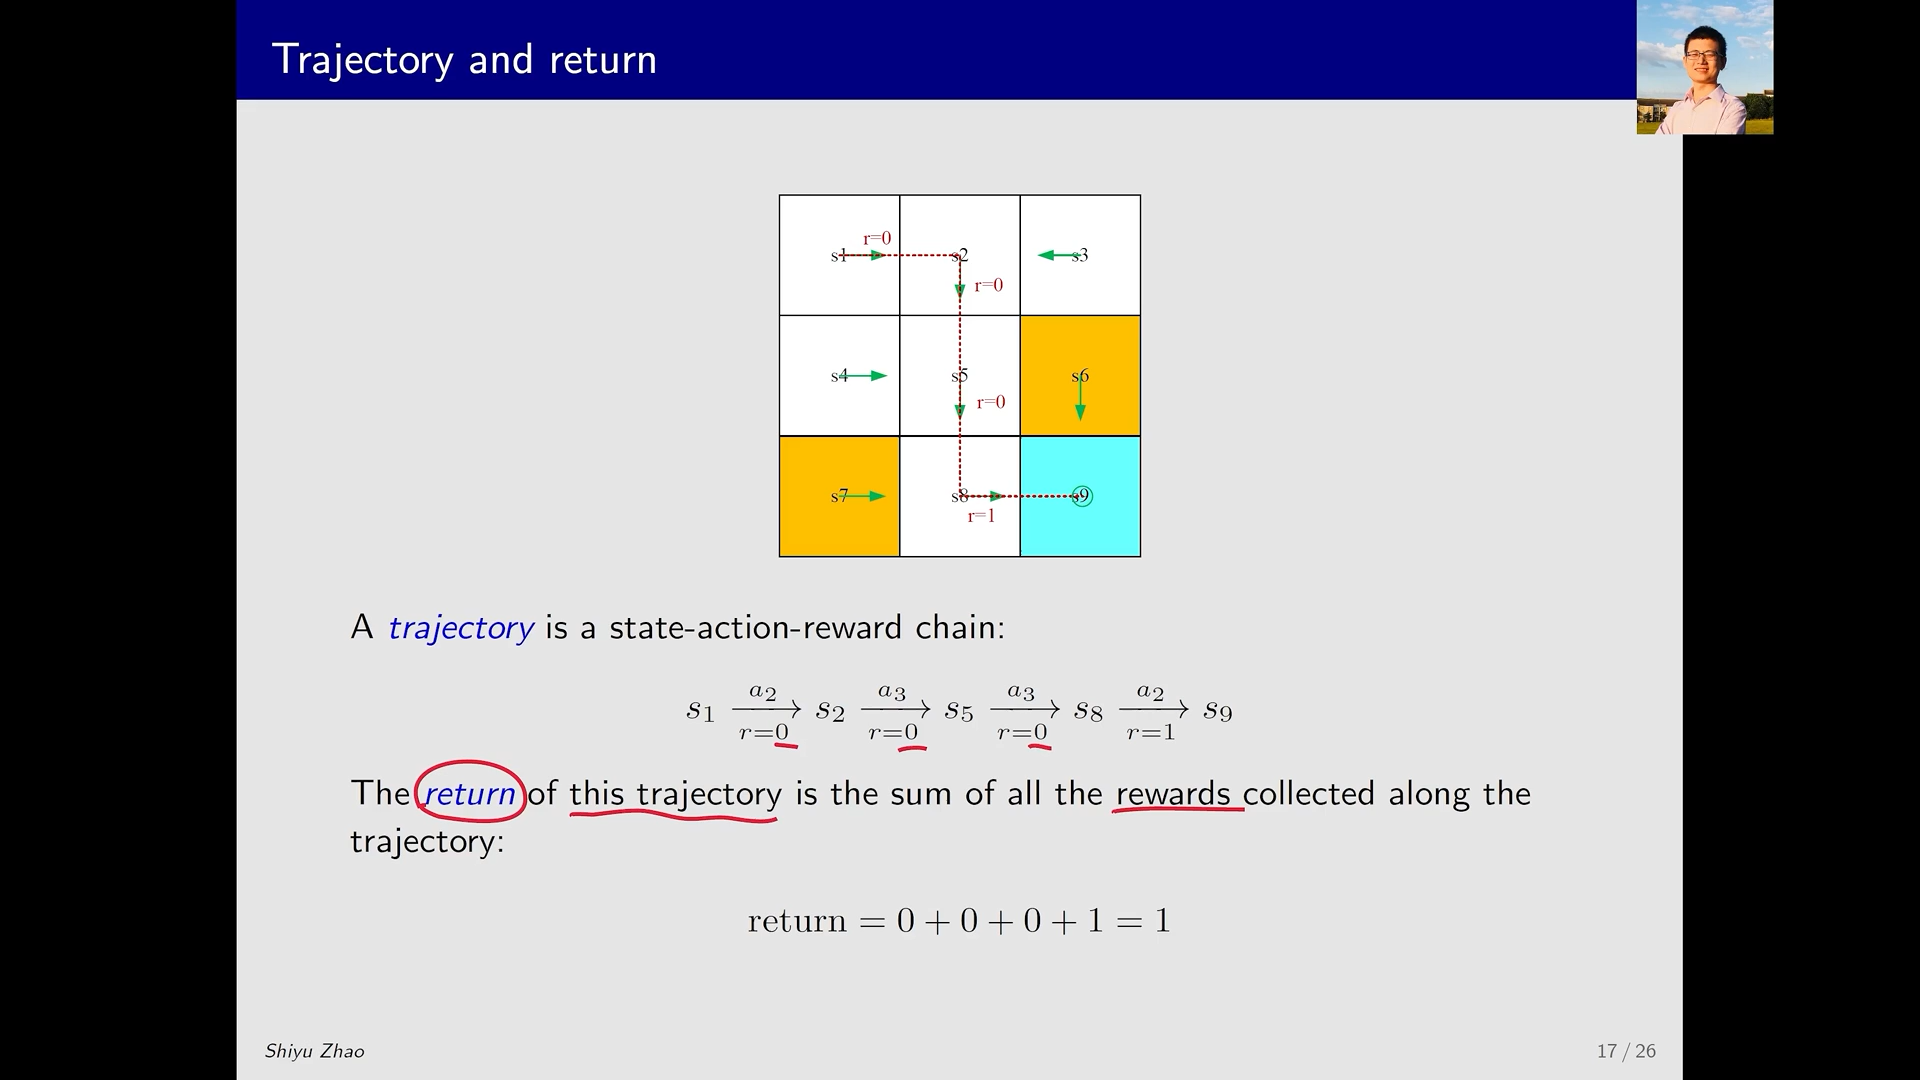 Trajectory and return
s1 r=0 s2 s3
r=0
s4 s5 s6
r=0
s7 s8 s9
r=1
A trajectory is a state-action-reward chain:
s₁ —a₂, r=0→ s₂ —a₃, r=0→ s₅ —a₃, r=0→ s₈ —a₂, r=1→ s₉
The return of this trajectory is the sum of all the rewards collected along the
trajectory:
return = 0 + 0 + 0 + 1 = 1
Shiyu Zhao
17 / 26